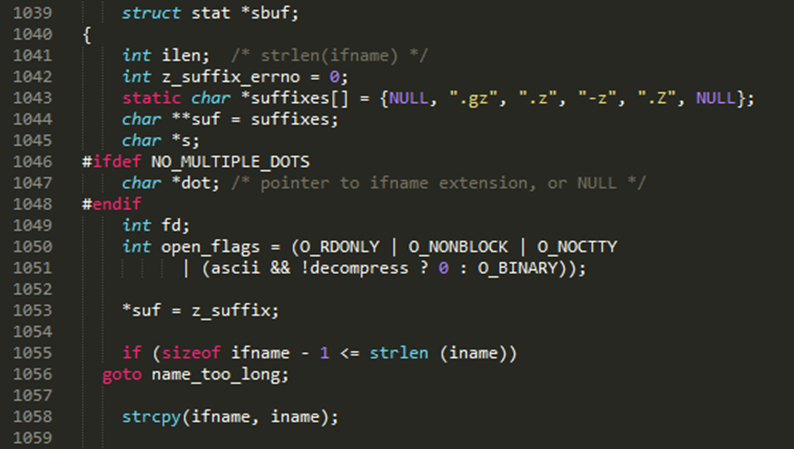 1039 struct stat *sbuf;
1040 {
1041 int ilen;  /* strlen(ifname) */
1042 int z_suffix_errno = 0;
1043 static char *suffixes[] = {NULL, ".gz", ".z", "-z", ".Z", NULL};
1044 char **suf = suffixes;
1045 char *s;
1046 #ifdef NO_MULTIPLE_DOTS
1047 char *dot; /* pointer to ifname extension, or NULL */
1048 #endif
1049 int fd;
1050 int open_flags = (O_RDONLY | O_NONBLOCK | O_NOCTTY
1051 | (ascii && !decompress ? 0 : O_BINARY));
1052
1053 *suf = z_suffix;
1054
1055 if (sizeof ifname - 1 <= strlen (iname))
1056 goto name_too_long;
1057
1058 strcpy(ifname, iname);
1059